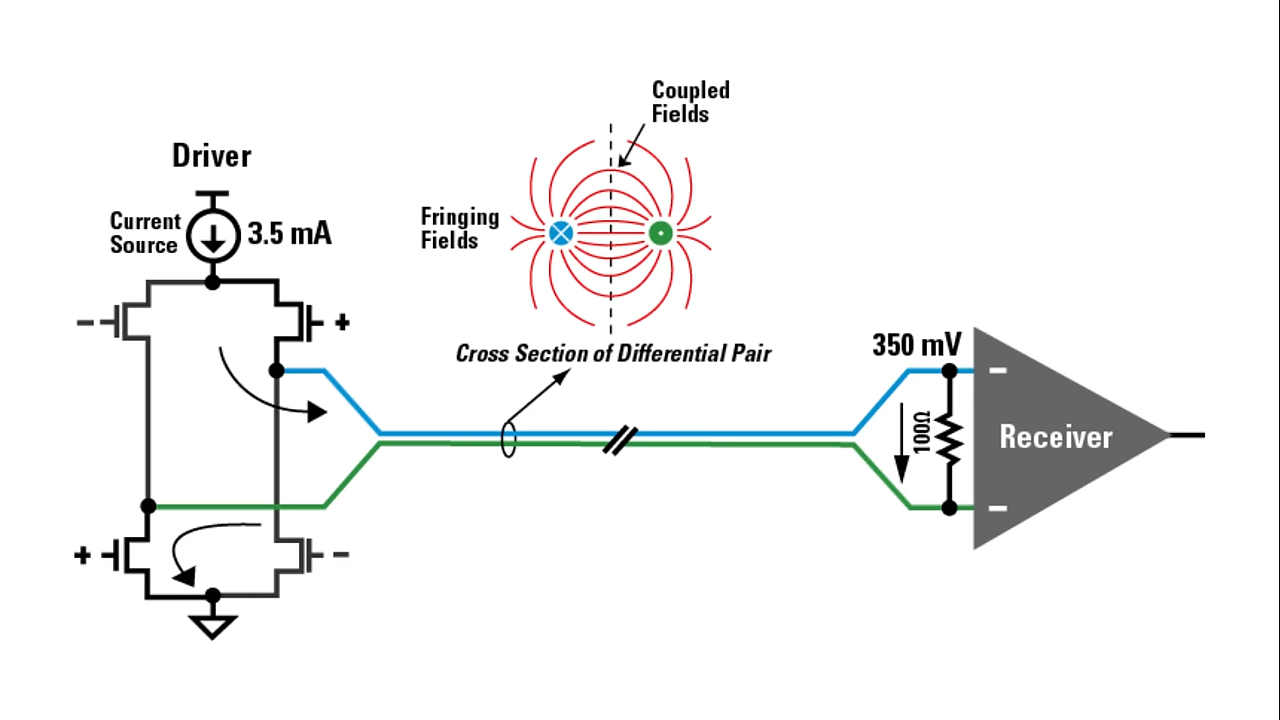 Coupled
Fields
Driver
Current
Source
3.5 mA
Fringing
Fields
− +
Cross Section of Differential Pair
350 mV
−
100Ω
Receiver
−
+ −